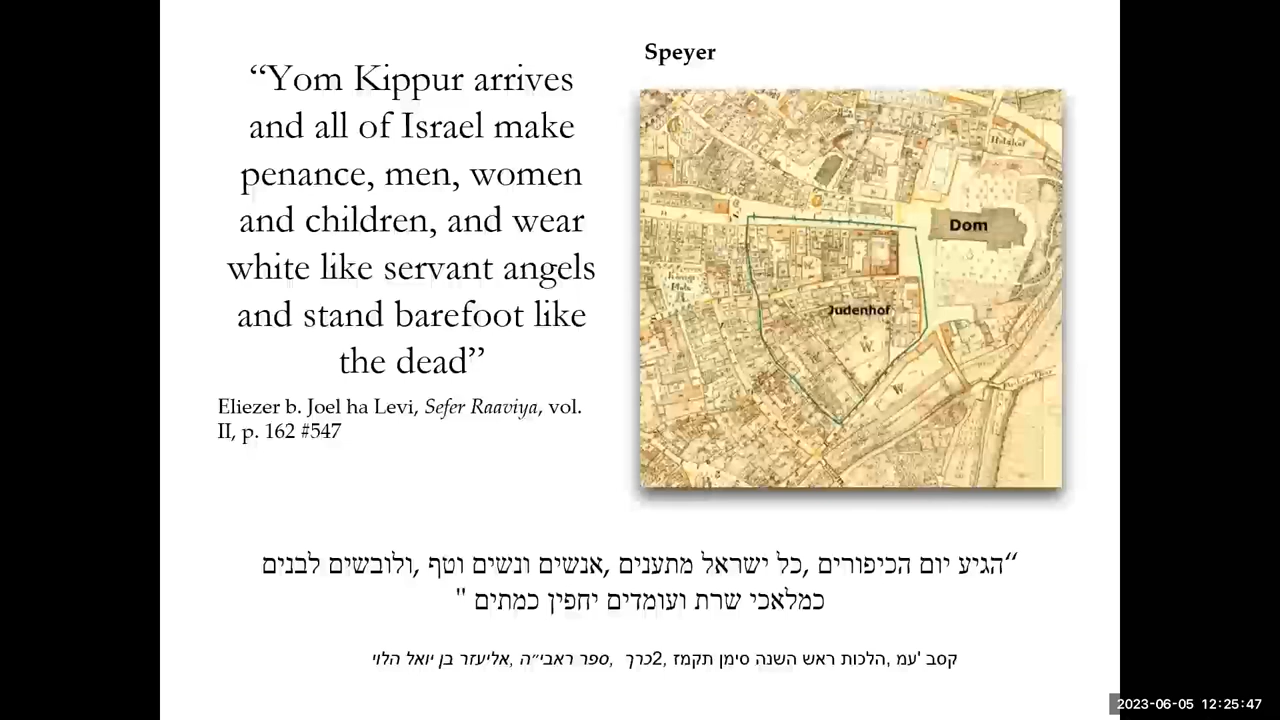 Speyer
“Yom Kippur arrives
and all of Israel make
penance, men, women
and children, and wear
white like servant angels
and stand barefoot like
the dead”
Eliezer b. Joel ha Levi, Sefer Raaviya, vol.
II, p. 162 #547
Dom
Judenhof
W
W
“הגיע יום הכיפורים ,כל ישראל מתענים ,אנשים ונשים וטף ,ולובשים לבנים
כמלאכי שרת ועומדים יחפין כמתים "
קסב 'עמ ,הלכות ראש השנה סימן תקמז ,2כרך ,ספר ראבי״ה ,אליעזר בן יואל הלוי
2023-06-05 12:25:47